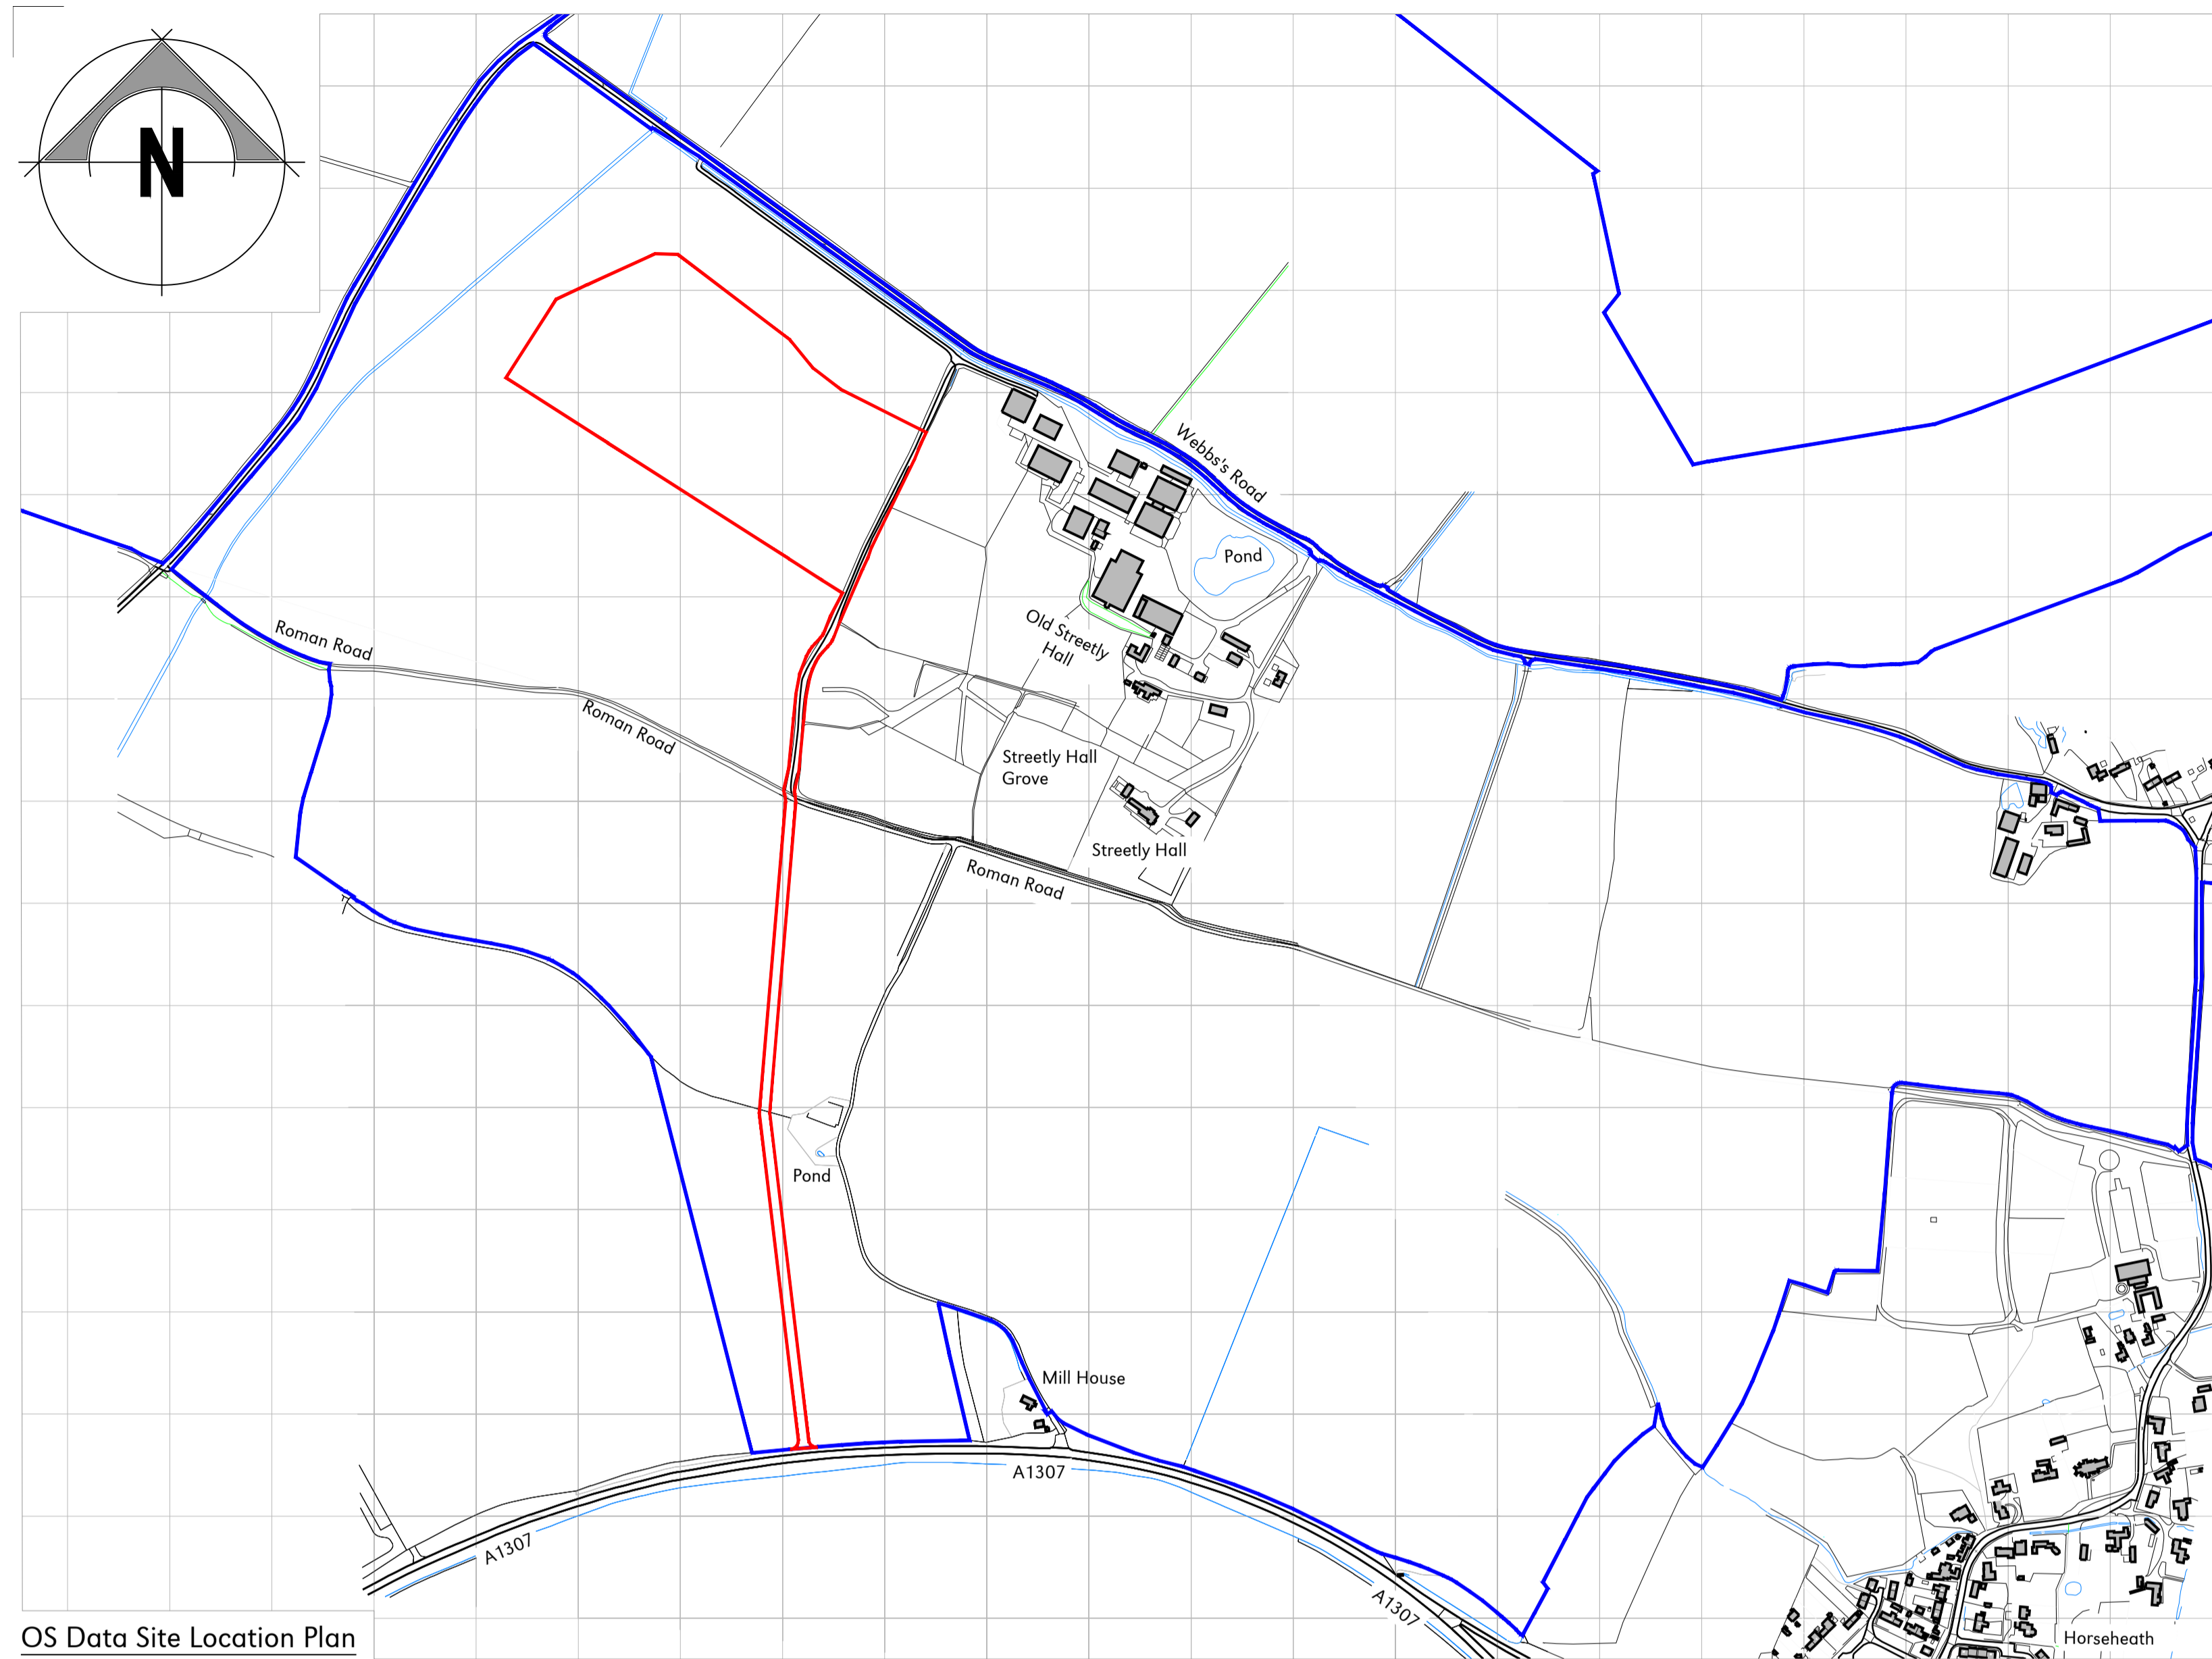 N
Webbs's Road
Pond
Old Streetly
Hall
Roman Road
Roman Road
Streetly Hall
Grove
Streetly Hall
Roman Road
Pond
Mill House
A1307
A1307
A1307
OS Data Site Location Plan
Horseheath